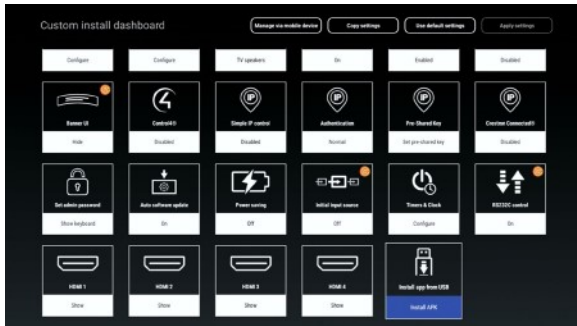 Custom install dashboard
Manage via mobile device
Copy settings
Use default settings
Apply settings
Configure
Configure
TV speakers
On
Enabled
Disabled
Banner UI
Control4®
Simple IP control
Authentication
Pre-Shared Key
Crestron Connected®
Hide
Disabled
Disabled
Normal
Set pre-shared key
Disabled
Set admin password
Auto software update
Power saving
Initial input source
Timers & Clock
RS232C control
Show keyboard
On
Off
Off
Configure
On
HDMI 1
HDMI 2
HDMI 3
HDMI 4
Install app from USB
Show
Show
Show
Show
Install APK